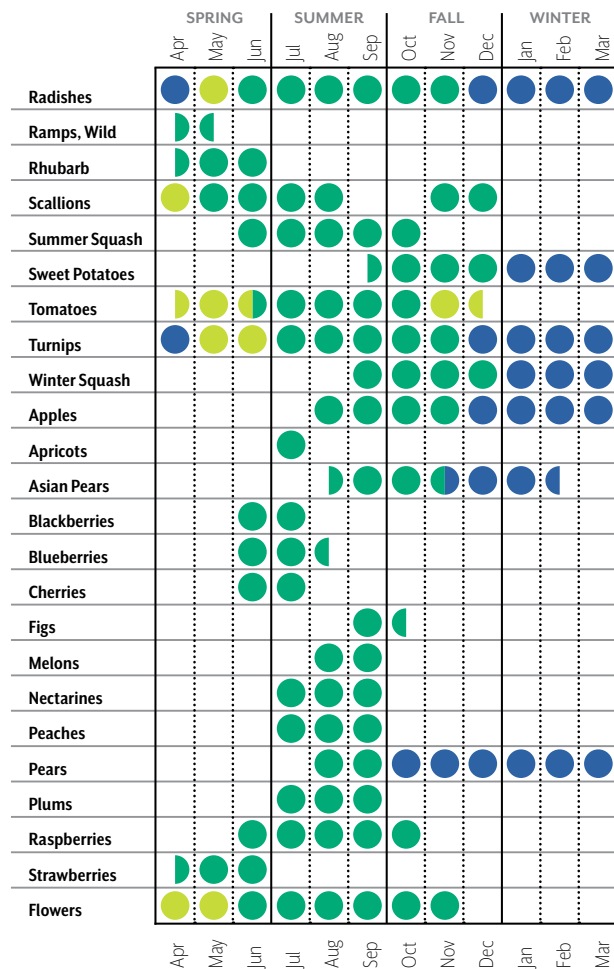 SPRING SUMMER FALL WINTER
Apr May Jun Jul Aug Sep Oct Nov Dec Jan Feb Mar
Radishes
Ramps, Wild
Rhubarb
Scallions
Summer Squash
Sweet Potatoes
Tomatoes
Turnips
Winter Squash
Apples
Apricots
Asian Pears
Blackberries
Blueberries
Cherries
Figs
Melons
Nectarines
Peaches
Pears
Plums
Raspberries
Strawberries
Flowers
Apr May Jun Jul Aug Sep Oct Nov Dec Jan Feb Mar